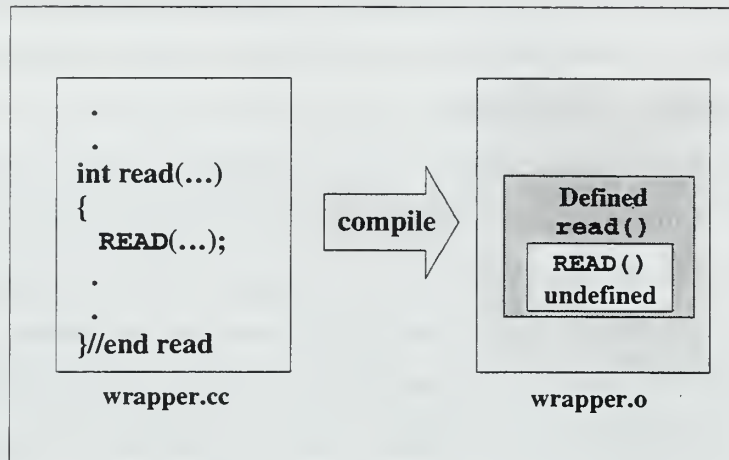 .
.
int read(...)
{
READ(...);
.
.
}//end read
wrapper.cc
compile
Defined
read()
READ()
undefined
wrapper.o